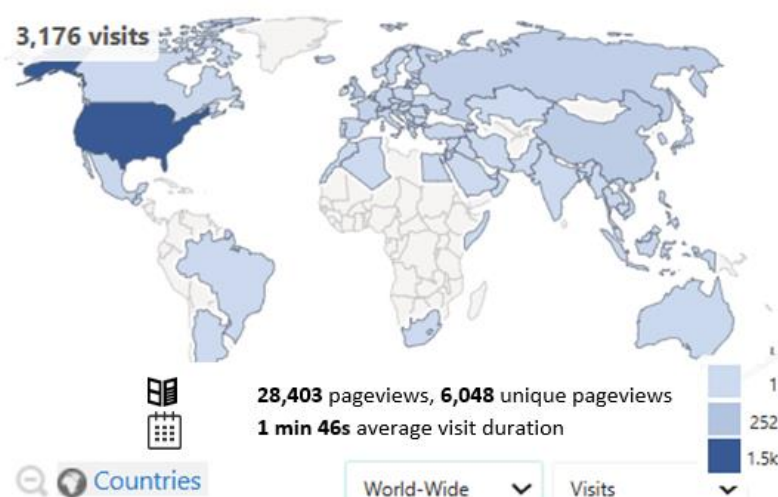 3,176 visits
28,403 pageviews, 6,048 unique pageviews
1 min 46s average visit duration
1
252
1.5k
Countries
World-Wide
Visits